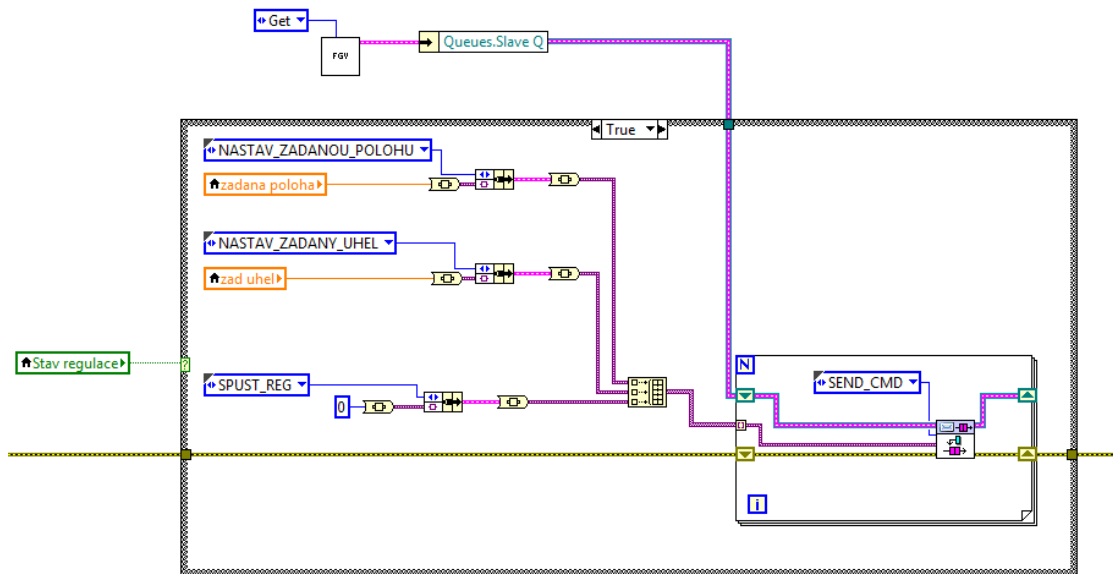 Get
FGV
Queues.Slave Q
True
NASTAV_ZADANOU_POLOHU
zadana poloha
NASTAV_ZADANY_UHEL
zad uhel
Stav regulace
?
SPUST_REG
0
N
SEND_CMD
i